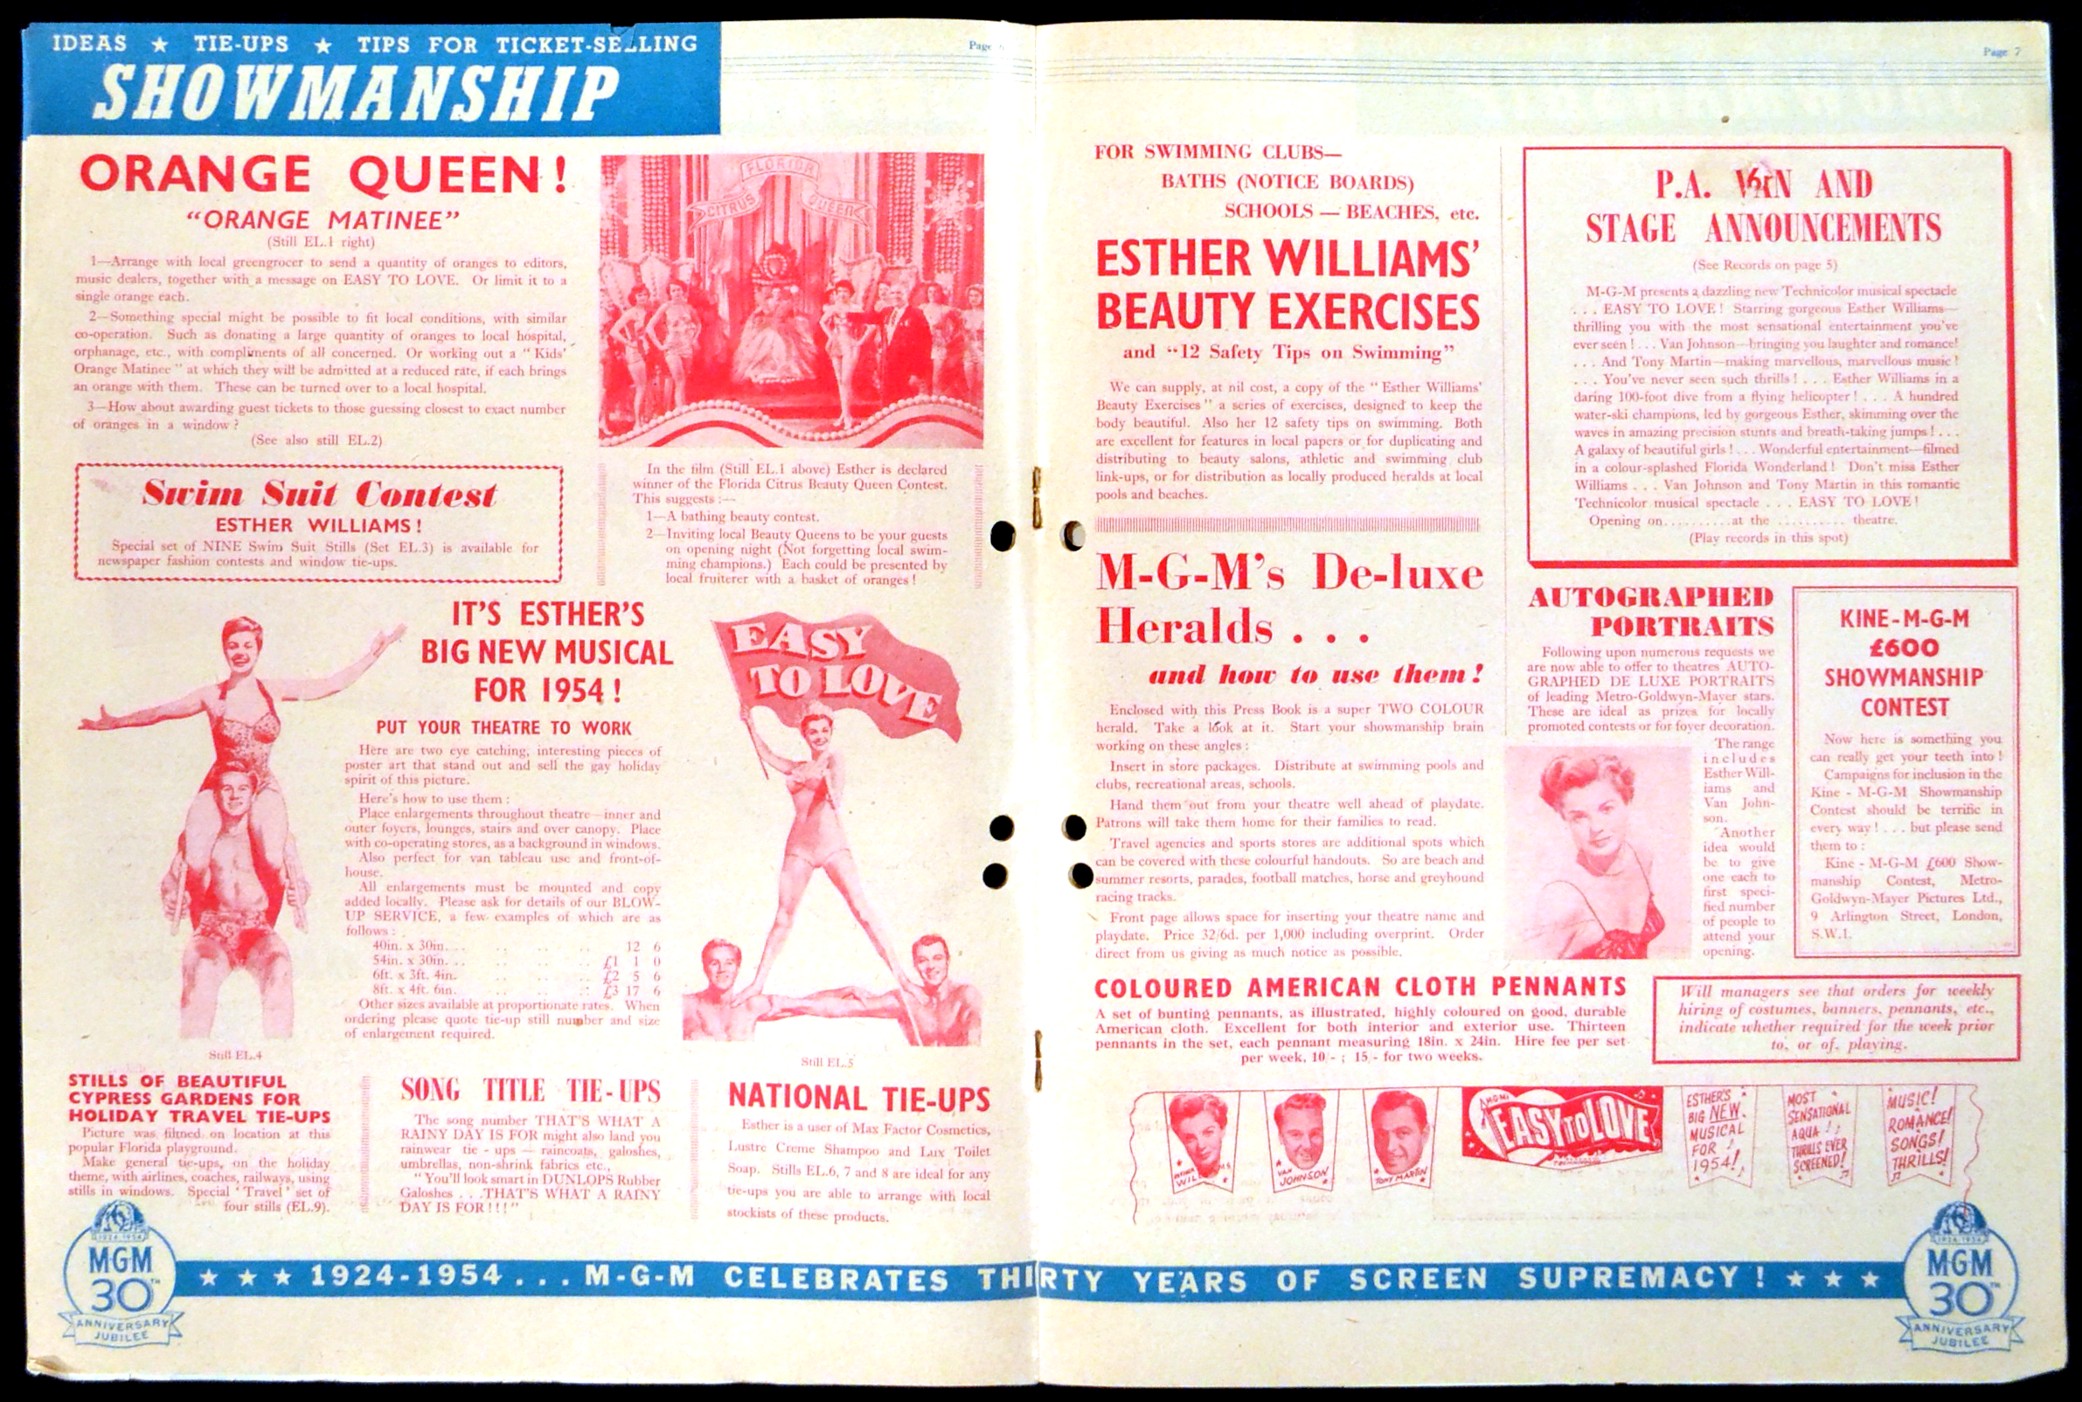 IDEAS ★ TIE-UPS ★ TIPS FOR TICKET-SELLING
SHOWMANSHIP
Page
ORANGE QUEEN!
"ORANGE MATINEE"
(Still EL.1 right)
1—Arrange with local greengrocer to send a quantity of oranges to editors,
music dealers, together with a message on EASY TO LOVE. Or limit it to a
single orange each.
2—Something special might be possible to fit local conditions, with similar
co-operation. Such as donating a large quantity of oranges to local hospital,
orphanage, etc., with compliments of all concerned. Or working out a "Kids'
Orange Matinee" at which they will be admitted at a reduced rate, if each brings
an orange with them. These can be turned over to a local hospital.
3—How about awarding guest tickets to those guessing closest to exact number
of oranges in a window?
(See also still EL.2)
FLORIDA
CITRUS QUEEN
Swim Suit Contest
ESTHER WILLIAMS!
Special set of NINE Swim Suit Stills (Set EL.3) is available for
newspaper fashion contests and window tie-ups.
In the film (Still EL.1 above) Esther is declared
winner of the Florida Citrus Beauty Queen Contest.
This suggests:—
1—A bathing beauty contest.
2—Inviting local Beauty Queens to be your guests
on opening night (Not forgetting local swim-
ming champions.) Each could be presented by
local fruiterer with a basket of oranges!
IT'S ESTHER'S
BIG NEW MUSICAL
FOR 1954!
PUT YOUR THEATRE TO WORK
Here are two eye catching, interesting pieces of
poster art that stand out and sell the gay holiday
spirit of this picture.
Here's how to use them:
Place enlargements throughout theatre—inner and
outer foyers, lounges, stairs and over canopy. Place
with co-operating stores, as a background in windows.
Also perfect for van tableau use and front-of-
house.
All enlargements must be mounted and copy
added locally. Please ask for details of our BLOW-
UP SERVICE, a few examples of which are as
follows:
40in. x 30in. .. .. .. .. 12 6
54in. x 30in. .. .. .. .. £1 1 0
6ft. x 3ft. 4in. .. .. .. £2 5 6
8ft. x 4ft. 6in. .. .. .. £3 17 6
Other sizes available at proportionate rates. When
ordering please quote tie-up still number and size
of enlargement required.
Still EL.4
EASY
TO LOVE
Still EL.5
STILLS OF BEAUTIFUL
CYPRESS GARDENS FOR
HOLIDAY TRAVEL TIE-UPS
Picture was filmed on location at this
popular Florida playground.
Make general tie-ups, on the holiday
theme, with airlines, coaches, railways, using
stills in windows. Special 'Travel' set of
four stills (EL.9).
SONG TITLE TIE-UPS
The song number THAT'S WHAT A
RAINY DAY IS FOR might also land you
rainwear tie-ups — raincoats, galoshes,
umbrellas, non-shrink fabrics etc.,
"You'll look smart in DUNLOPS Rubber
Galoshes . . .THAT'S WHAT A RAINY
DAY IS FOR!!!"
NATIONAL TIE-UPS
Esther is a user of Max Factor Cosmetics,
Lustre Creme Shampoo and Lux Toilet
Soap. Stills EL.6, 7 and 8 are ideal for any
tie-ups you are able to arrange with local
stockists of these products.
Page 7
FOR SWIMMING CLUBS—
BATHS (NOTICE BOARDS)
SCHOOLS — BEACHES, etc.
ESTHER WILLIAMS'
BEAUTY EXERCISES
and "12 Safety Tips on Swimming"
We can supply, at nil cost, a copy of the "Esther Williams'
Beauty Exercises" a series of exercises, designed to keep the
body beautiful. Also her 12 safety tips on swimming. Both
are excellent for features in local papers or for duplicating and
distributing to beauty salons, athletic and swimming club
link-ups, or for distribution as locally produced heralds at local
pools and beaches.
M-G-M's De-luxe
Heralds . . .
and how to use them!
Enclosed with this Press Book is a super TWO COLOUR
herald. Take a look at it. Start your showmanship brain
working on these angles:
Insert in store packages. Distribute at swimming pools and
clubs, recreational areas, schools.
Hand them out from your theatre well ahead of playdate.
Patrons will take them home for their families to read.
Travel agencies and sports stores are additional spots which
can be covered with these colourful handouts. So are beach and
summer resorts, parades, football matches, horse and greyhound
racing tracks.
Front page allows space for inserting your theatre name and
playdate. Price 32/6d. per 1,000 including overprint. Order
direct from us giving as much notice as possible.
P.A. AND
STAGE ANNOUNCEMENTS
(See Records on page 5)
M-G-M presents a dazzling new Technicolor musical spectacle
. . . EASY TO LOVE! Starring gorgeous Esther Williams—
thrilling you with the most sensational entertainment you've
ever seen! . . . Van Johnson—bringing you laughter and romance!
. . . And Tony Martin—making marvellous, marvellous music!
. . . You've never seen such thrills! . . . Esther Williams in a
daring 100-foot dive from a flying helicopter! . . . A hundred
water-ski champions, led by gorgeous Esther, skimming over the
waves in amazing precision stunts and breath-taking jumps! . . .
A galaxy of beautiful girls! . . . Wonderful entertainment—filmed
in a colour-splashed Florida Wonderland! Don't miss Esther
Williams . . . Van Johnson and Tony Martin in this romantic
Technicolor musical spectacle . . . EASY TO LOVE!
Opening on..........at the .......... theatre.
(Play records in this spot)
AUTOGRAPHED
PORTRAITS
Following upon numerous requests we
are now able to offer to theatres AUTO-
GRAPHED DE LUXE PORTRAITS
of leading Metro-Goldwyn-Mayer stars.
These are ideal as prizes for locally
promoted contests or for foyer decoration.
The range
includes
Esther Will-
iams and
Van John-
son.
Another
idea would
be to give
one each to
first speci-
fied number
of people to
attend your
opening.
KINE-M-G-M
£600
SHOWMANSHIP
CONTEST
Now here is something you
can really get your teeth into!
Campaigns for inclusion in the
Kine - M-G-M Showmanship
Contest should be terrific in
every way! . . . but please send
them to:
Kine - M-G-M £600 Show-
manship Contest, Metro-
Goldwyn-Mayer Pictures Ltd.,
9 Arlington Street, London,
S.W.1.
COLOURED AMERICAN CLOTH PENNANTS
A set of bunting pennants, as illustrated, highly coloured on good, durable
American cloth. Excellent for both interior and exterior use. Thirteen
pennants in the set, each pennant measuring 18in. x 24in. Hire fee per set
per week, 10/-; 15/- for two weeks.
Will managers see that orders for weekly
hiring of costumes, banners, pennants, etc.,
indicate whether required for the week prior
to, or of, playing.
VAN
JOHNSON
TONY MARTIN
EASY TO LOVE
ESTHER'S
BIG NEW
MUSICAL
FOR
1954!
MOST
SENSATIONAL
AQUA
THRILLS EVER
SCREENED!
MUSIC!
ROMANCE!
SONGS!
THRILLS!
MGM
30TH
ANNIVERSARY
JUBILEE
★ ★ ★ 1924-1954 . . . M-G-M CELEBRATES THIRTY YEARS OF SCREEN SUPREMACY! ★ ★ ★
MGM
30TH
ANNIVERSARY
JUBILEE